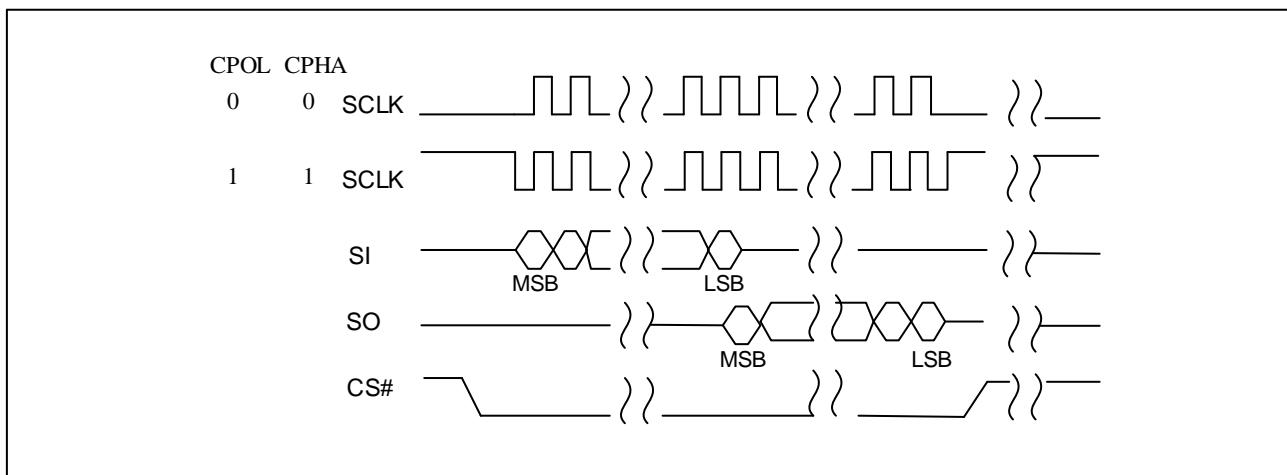 CPOL CPHA
0 0 SCLK
1 1 SCLK
SI
MSB LSB
SO
MSB LSB
CS#